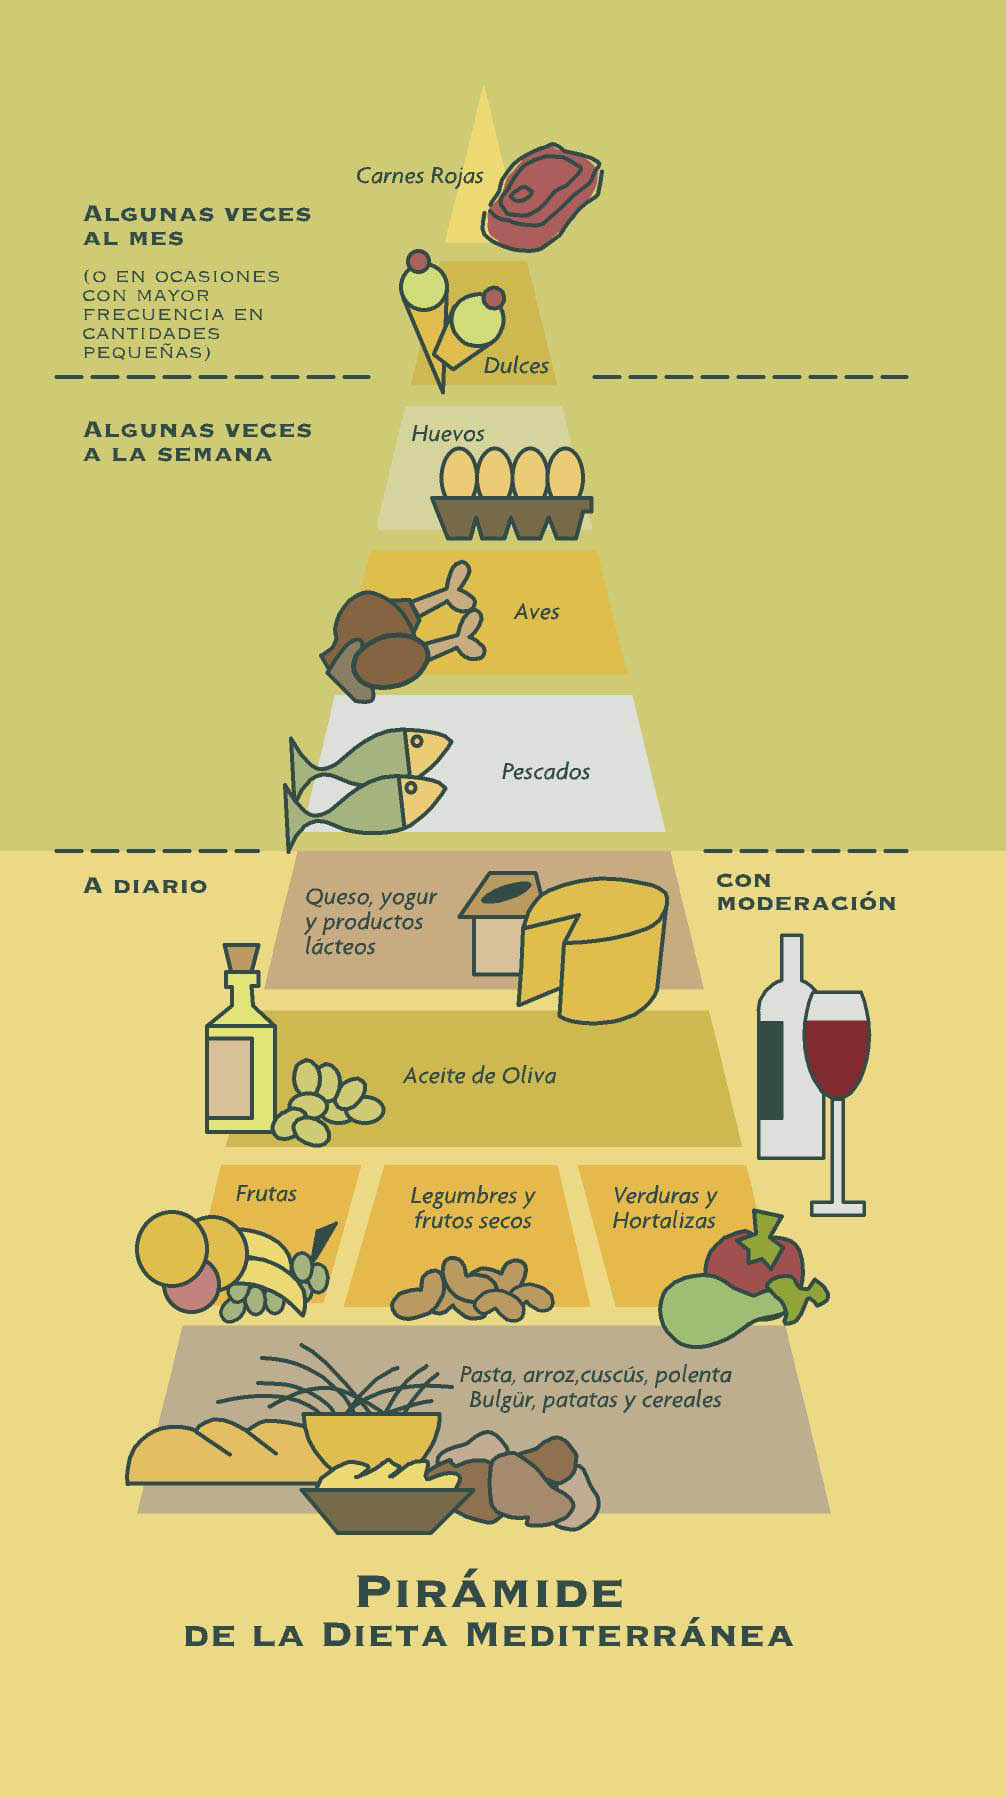 Carnes Rojas
ALGUNAS VECES
AL MES
(O EN OCASIONES
CON MAYOR
FRECUENCIA EN
CANTIDADES
PEQUEÑAS)
Dulces
ALGUNAS VECES
A LA SEMANA
Huevos
Aves
Pescados
A DIARIO
CON
MODERACIÓN
Queso, yogur
y productos
lácteos
Aceite de Oliva
Frutas
Legumbres y
frutos secos
Verduras y
Hortalizas
Pasta, arroz,cuscús, polenta
Bulgür, patatas y cereales
PIRÁMIDE
DE LA DIETA MEDITERRÁNEA